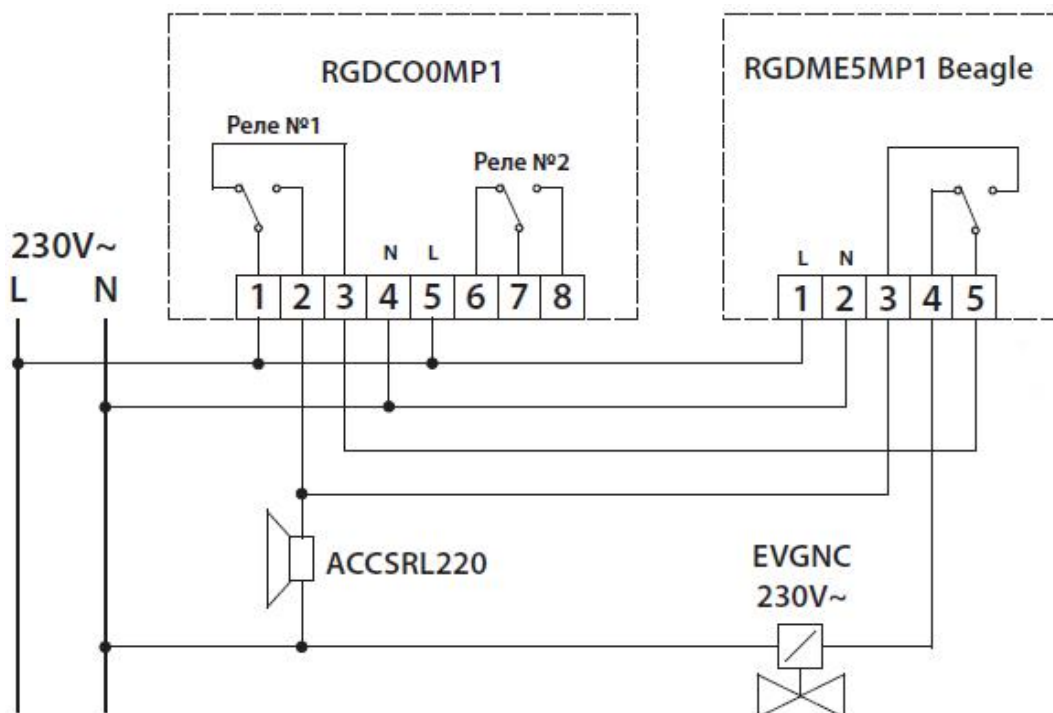 RGDCO0MP1
RGDME5MP1 Beagle
Реле №1
Реле №2
230V~
L N
N L
1 2 3 4 5 6 7 8
L N
1 2 3 4 5
ACCSRL220
EVGNC
230V~